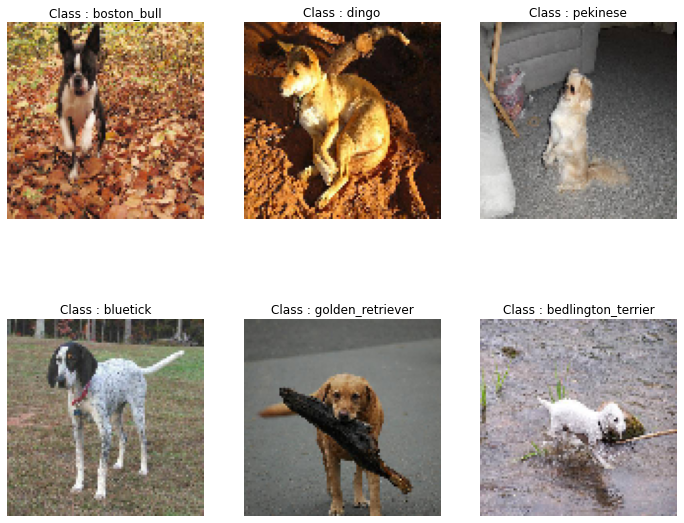 Class : boston_bull
Class : dingo
Class : pekinese
Class : bluetick
Class : golden_retriever
Class : bedlington_terrier